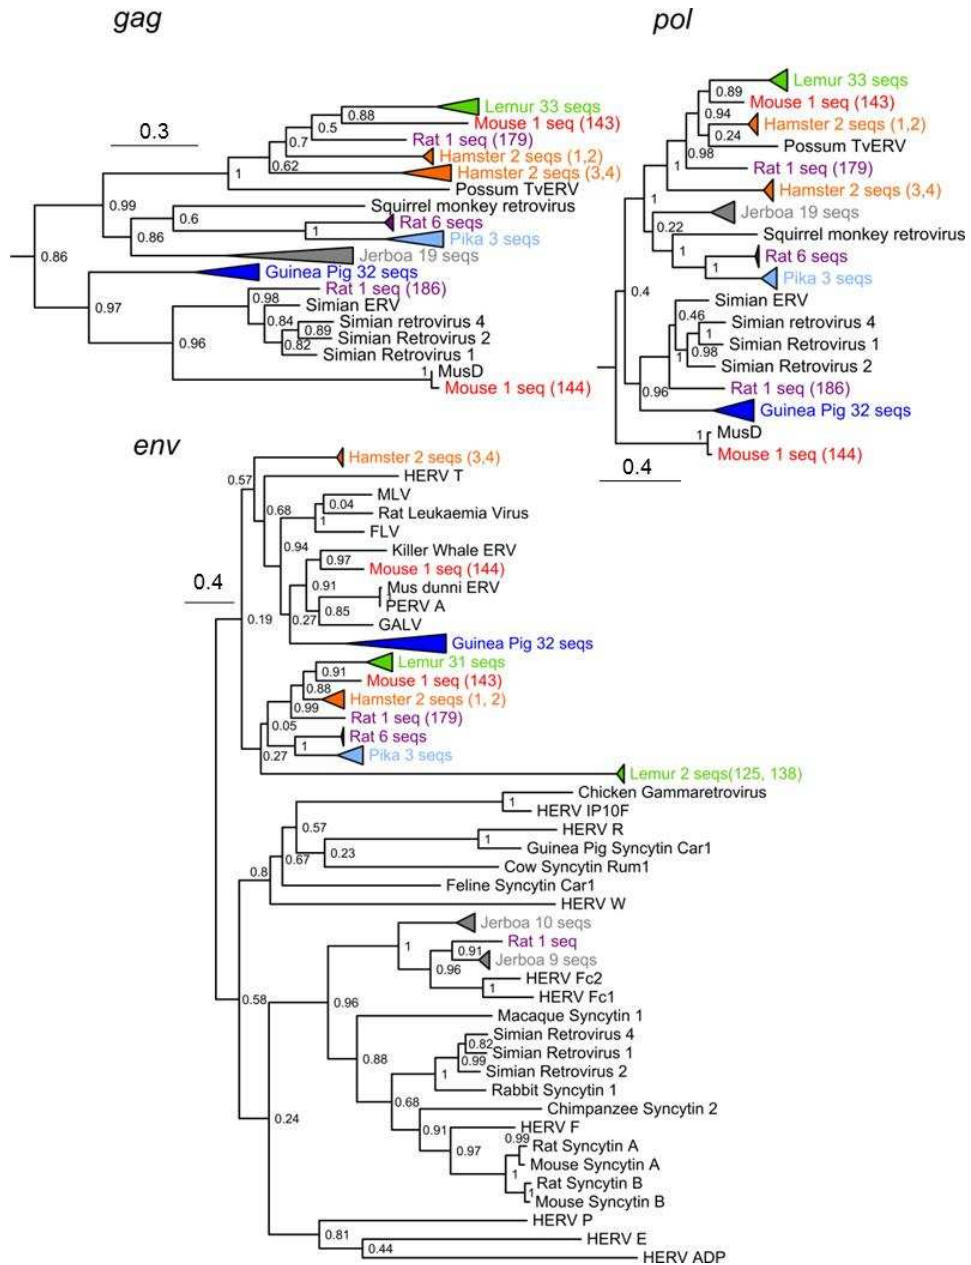 gag
0.3
Lemur 33 seqs
0.88
Mouse 1 seq (143)
0.5
Rat 1 seq (179)
0.7
Hamster 2 seqs (1,2)
0.62
Hamster 2 seqs (3,4)
1
Possum TvERV
0.99
Squirrel monkey retrovirus
0.6
Rat 6 seqs
1
Pika 3 seqs
0.86
Jerboa 19 seqs
0.86
Guinea Pig 32 seqs
0.97
Rat 1 seq (186)
0.98
Simian ERV
0.84
Simian retrovirus 4
0.89
Simian Retrovirus 2
0.82
Simian Retrovirus 1
0.96
MusD
1
Mouse 1 seq (144)
pol
Lemur 33 seqs
0.89
Mouse 1 seq (143)
0.94
Hamster 2 seqs (1,2)
0.24
Possum TvERV
0.98
Rat 1 seq (179)
1
Hamster 2 seqs (3,4)
1
Jerboa 19 seqs
0.22
Squirrel monkey retrovirus
1
Rat 6 seqs
1
Pika 3 seqs
0.4
Simian ERV
0.46
Simian retrovirus 4
1
Simian Retrovirus 1
1
0.98
Simian Retrovirus 2
0.96
Rat 1 seq (186)
Guinea Pig 32 seqs
MusD
1
Mouse 1 seq (144)
0.4
env
0.4
Hamster 2 seqs (3,4)
0.57
HERV T
0.68
MLV
0.04
Rat Leukaemia Virus
1
FLV
0.94
Killer Whale ERV
0.97
Mouse 1 seq (144)
0.91
Mus dunni ERV
1
PERV A
0.85
0.27
GALV
0.19
Guinea Pig 32 seqs
Lemur 31 seqs
0.91
Mouse 1 seq (143)
0.88
Hamster 2 seqs (1, 2)
0.99
Rat 1 seq (179)
0.05
Rat 6 seqs
1
0.27
Pika 3 seqs
Lemur 2 seqs(125, 138)
Chicken Gammaretrovirus
1
HERV IP10F
0.57
HERV R
1
Guinea Pig Syncytin Car1
0.67
0.23
Cow Syncytin Rum1
0.8
Feline Syncytin Car1
HERV W
Jerboa 10 seqs
1
Rat 1 seq
0.91
Jerboa 9 seqs
0.96
HERV Fc2
1
HERV Fc1
0.58
0.96
Macaque Syncytin 1
Simian Retrovirus 4
0.82
Simian Retrovirus 1
0.88
0.99
Simian Retrovirus 2
1
Rabbit Syncytin 1
0.68
Chimpanzee Syncytin 2
0.24
0.91
HERV F
0.99
Rat Syncytin A
0.97
Mouse Syncytin A
1
Rat Syncytin B
1
Mouse Syncytin B
HERV P
0.81
HERV E
0.44
HERV ADP